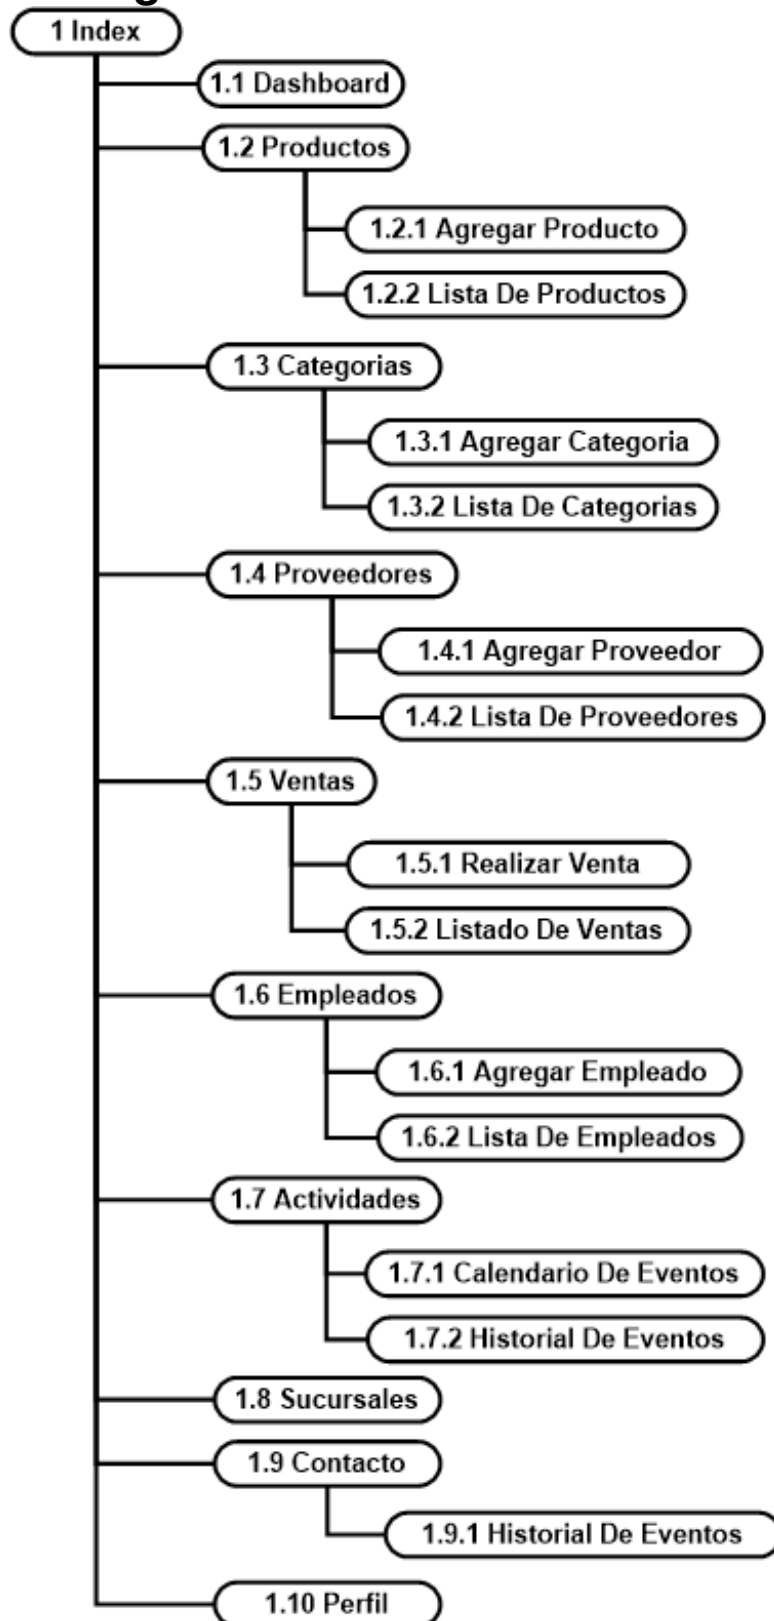 1 Index
1.1 Dashboard
1.2 Productos
1.2.1 Agregar Producto
1.2.2 Lista De Productos
1.3 Categorias
1.3.1 Agregar Categoria
1.3.2 Lista De Categorias
1.4 Proveedores
1.4.1 Agregar Proveedor
1.4.2 Lista De Proveedores
1.5 Ventas
1.5.1 Realizar Venta
1.5.2 Listado De Ventas
1.6 Empleados
1.6.1 Agregar Empleado
1.6.2 Lista De Empleados
1.7 Actividades
1.7.1 Calendario De Eventos
1.7.2 Historial De Eventos
1.8 Sucursales
1.9 Contacto
1.9.1 Historial De Eventos
1.10 Perfil